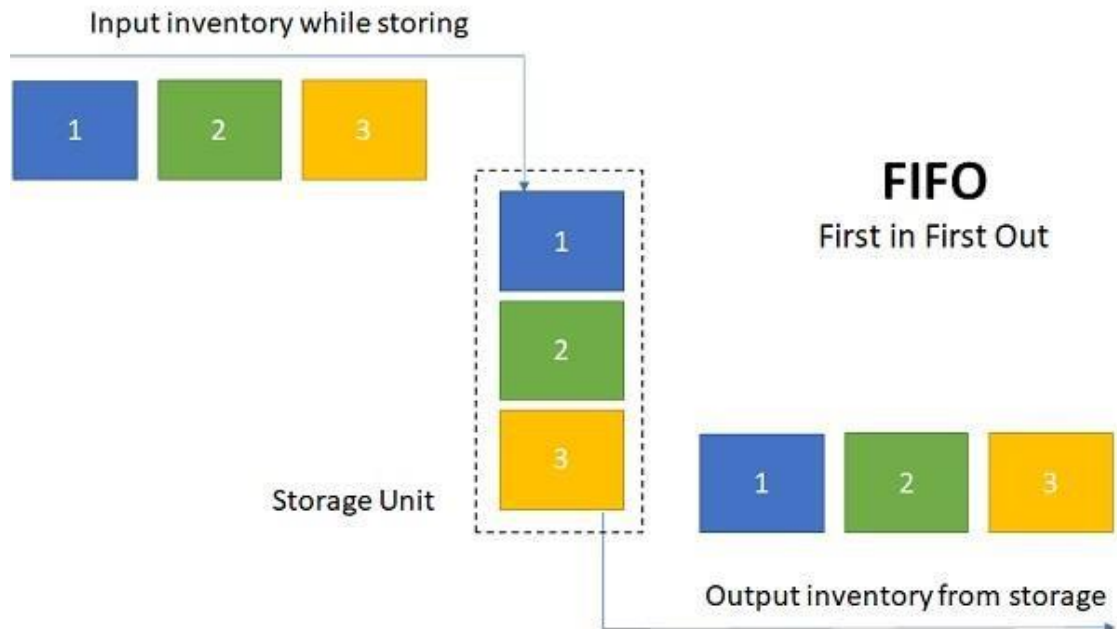 Input inventory while storing
1
2
3
FIFO
First in First Out
1
2
3
Storage Unit
1
2
3
Output inventory from storage